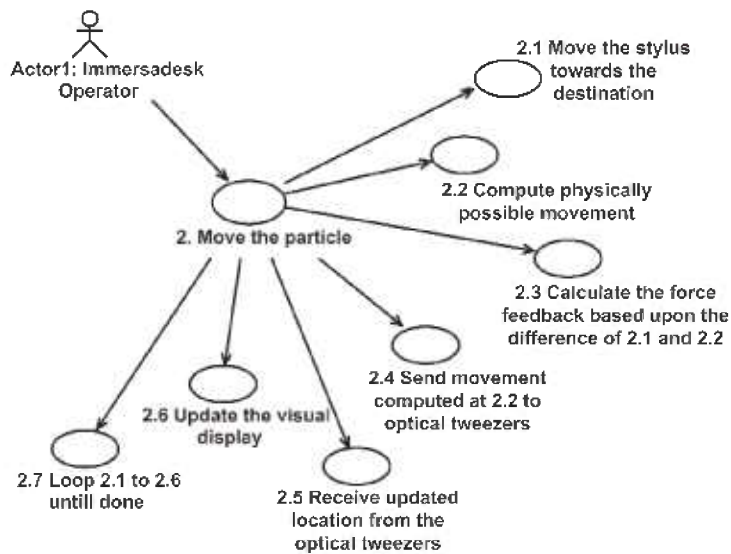 Actor1: Immersadesk
Operator
2.1 Move the stylus
towards the
destination
2.2 Compute physically
possible movement
2. Move the particle
2.3 Calculate the force
feedback based upon the
difference of 2.1 and 2.2
2.4 Send movement
computed at 2.2 to
optical tweezers
2.6 Update the visual
display
2.7 Loop 2.1 to 2.6
untill done
2.5 Receive updated
location from the
optical tweezers